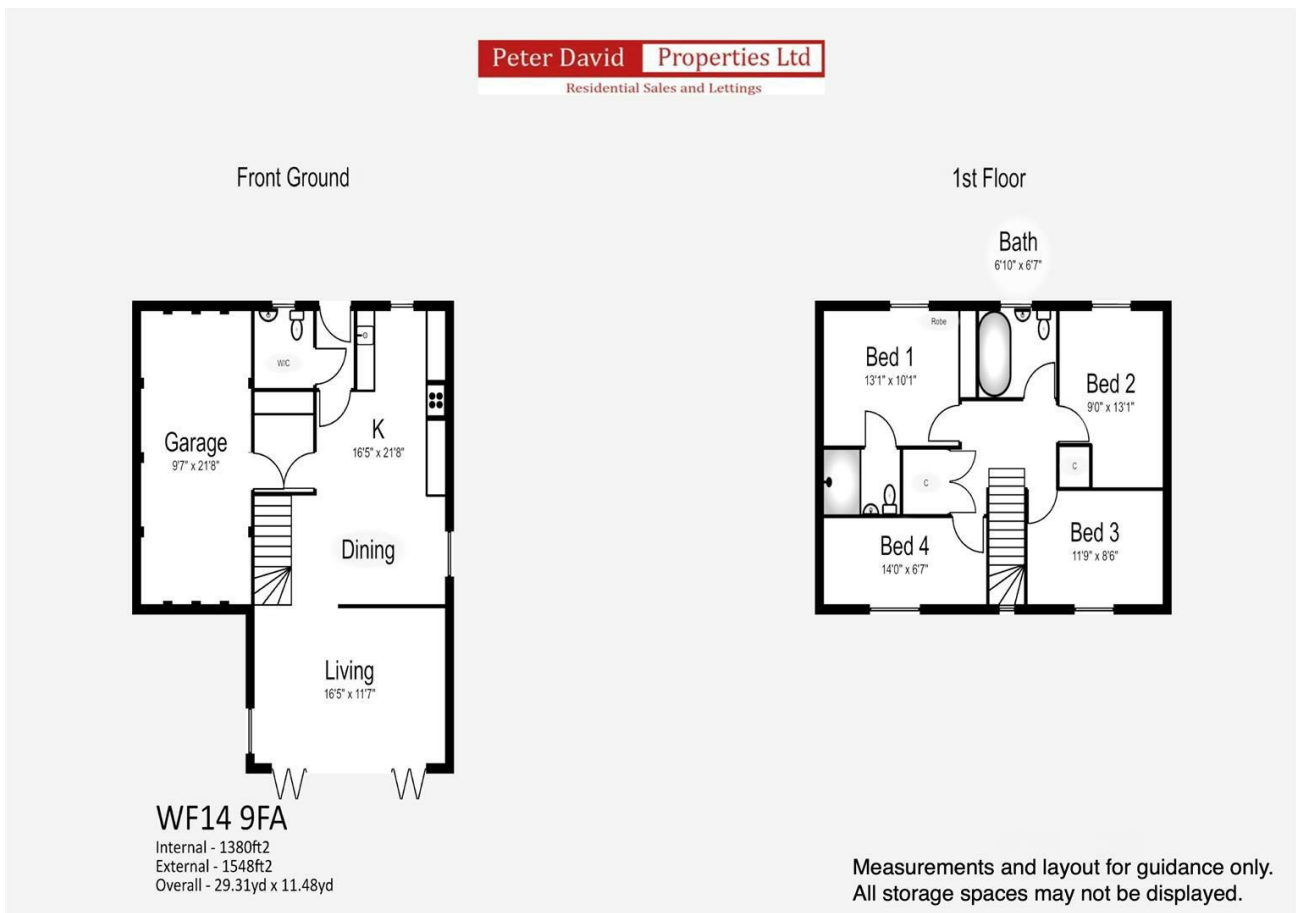 Peter David Properties Ltd
Residential Sales and Lettings
Front Ground
1st Floor
Bath
6'10" x 6'7"
W/C
Garage
9'7" x 21'8"
K
16'5" x 21'8"
Dining
Living
16'5" x 11'7"
Robe
Bed 1
13'1" x 10'1"
Bed 2
9'0" x 13'1"
C
C
Bed 4
14'0" x 6'7"
Bed 3
11'9" x 8'6"
WF14 9FA
Internal - 1380ft2
External - 1548ft2
Overall - 29.31yd x 11.48yd
Measurements and layout for guidance only.
All storage spaces may not be displayed.